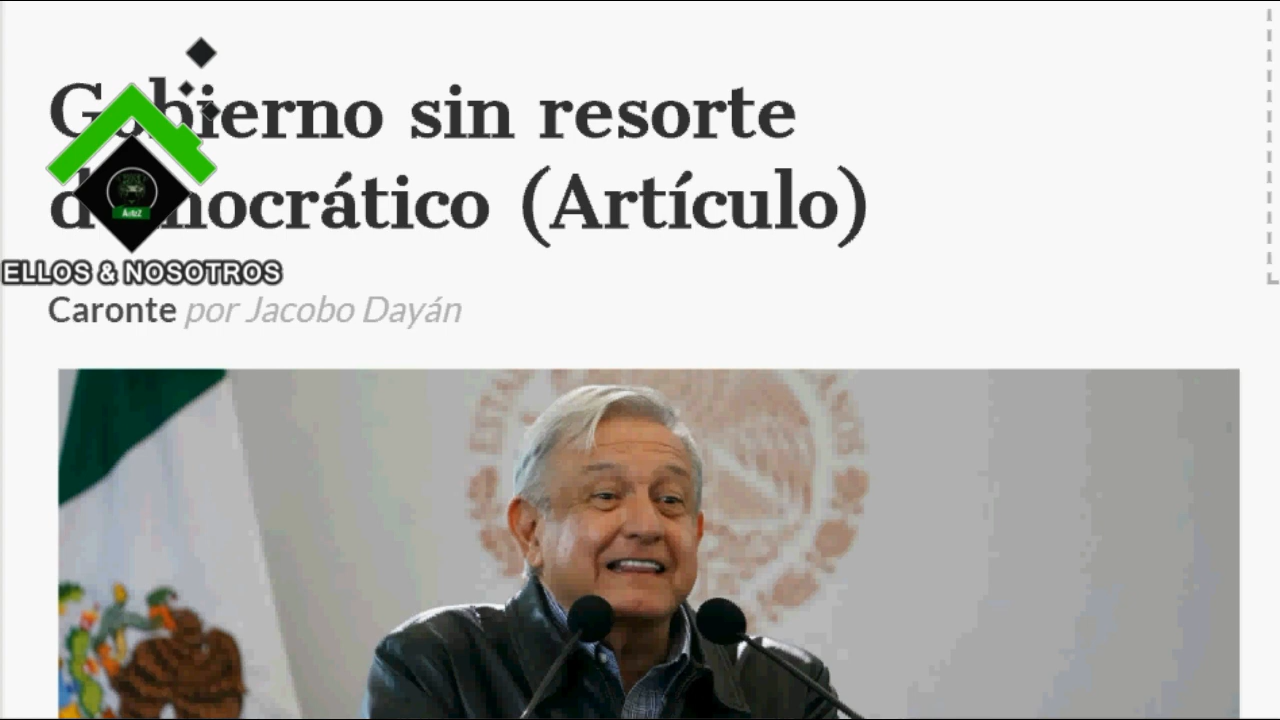 Gobierno sin resorte
democrático (Artículo)
ELLOS & NOSOTROS
Caronte por Jacobo Dayán